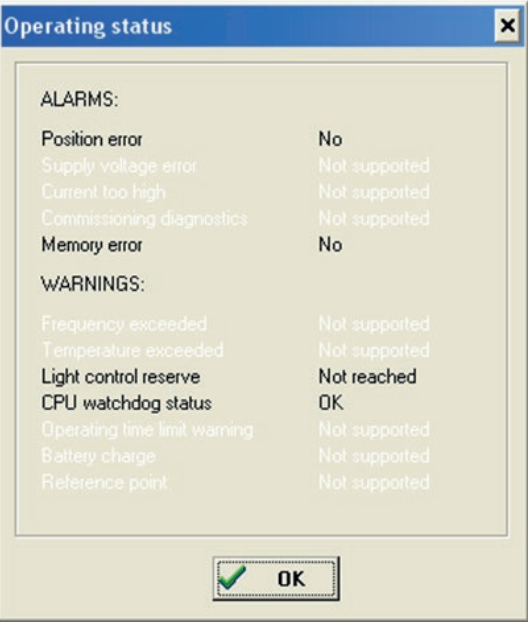 Operating status
ALARMS:
Position error No
Supply voltage error Not supported
Current too high Not supported
Commissioning diagnostics Not supported
Memory error No
WARNINGS:
Frequency exceeded Not supported
Temperature exceeded Not supported
Light control reserve Not reached
CPU watchdog status OK
Operating time limit warning Not supported
Battery charge Not supported
Reference point Not supported
OK